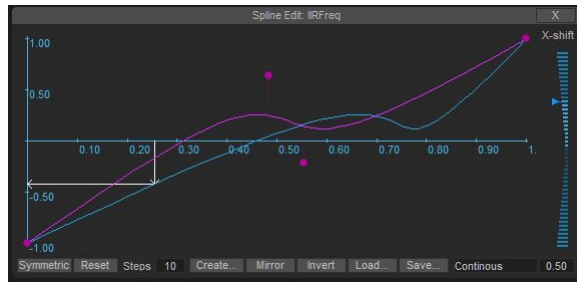 Spline Edit: IIRFreq X
1.00 X-shift
0.50
0.10 0.20 0.30 0.40 0.50 0.60 0.70 0.80 0.90 1.
-0.50
-1.00
Symmetric Reset Steps 10 Create... Mirror Invert Load... Save... Continous 0.50